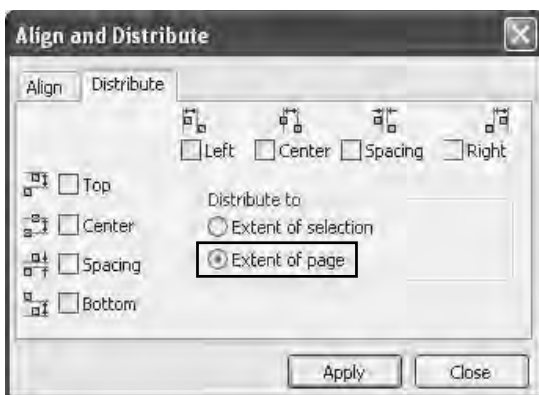 Align and Distribute
Align Distribute
Left Center Spacing Right
Top
Center
Spacing
Bottom
Distribute to
Extent of selection
Extent of page
Apply Close